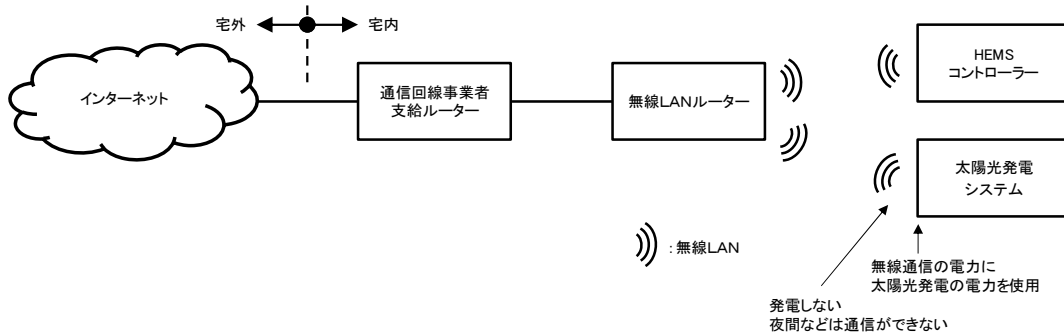 宅外
宅内
インターネット
通信回線事業者
支給ルーター
無線LANルーター
HEMS
コントローラー
太陽光発電
システム
:無線LAN
無線通信の電力に
太陽光発電の電力を使用
発電しない
夜間などは通信ができない